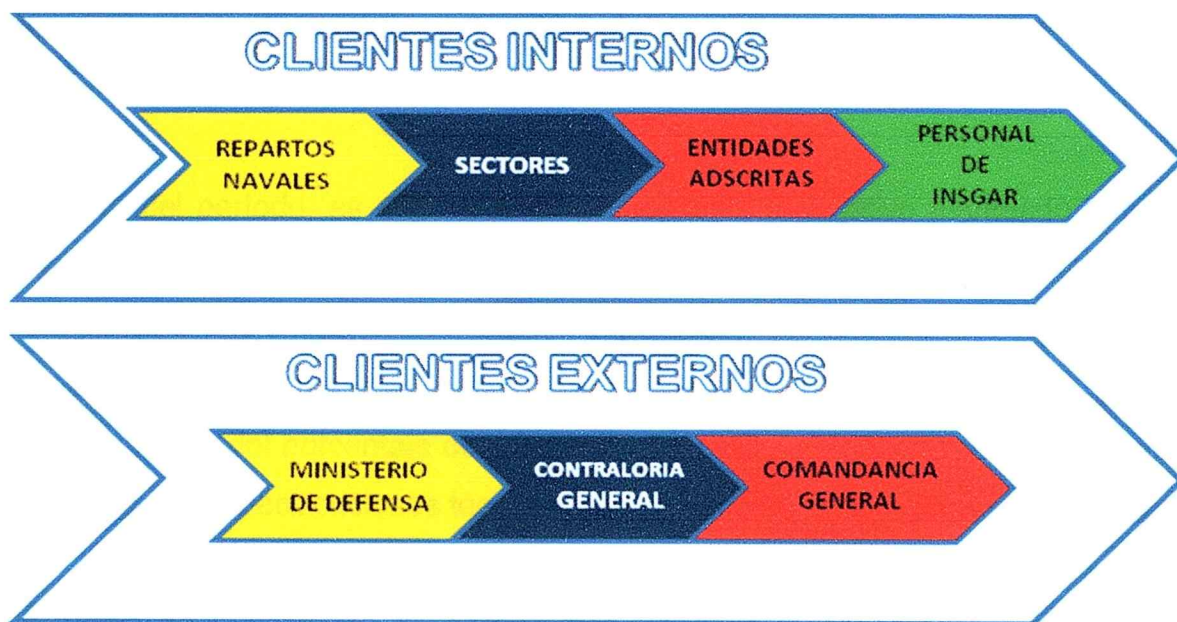 CLIENTES INTERNOS
REPARTOS
NAVALES
SECTORES
ENTIDADES
ADSCRITAS
PERSONAL
DE
INSGAR
CLIENTES EXTERNOS
MINISTERIO
DE DEFENSA
CONTRALORIA
GENERAL
COMANDANCIA
GENERAL